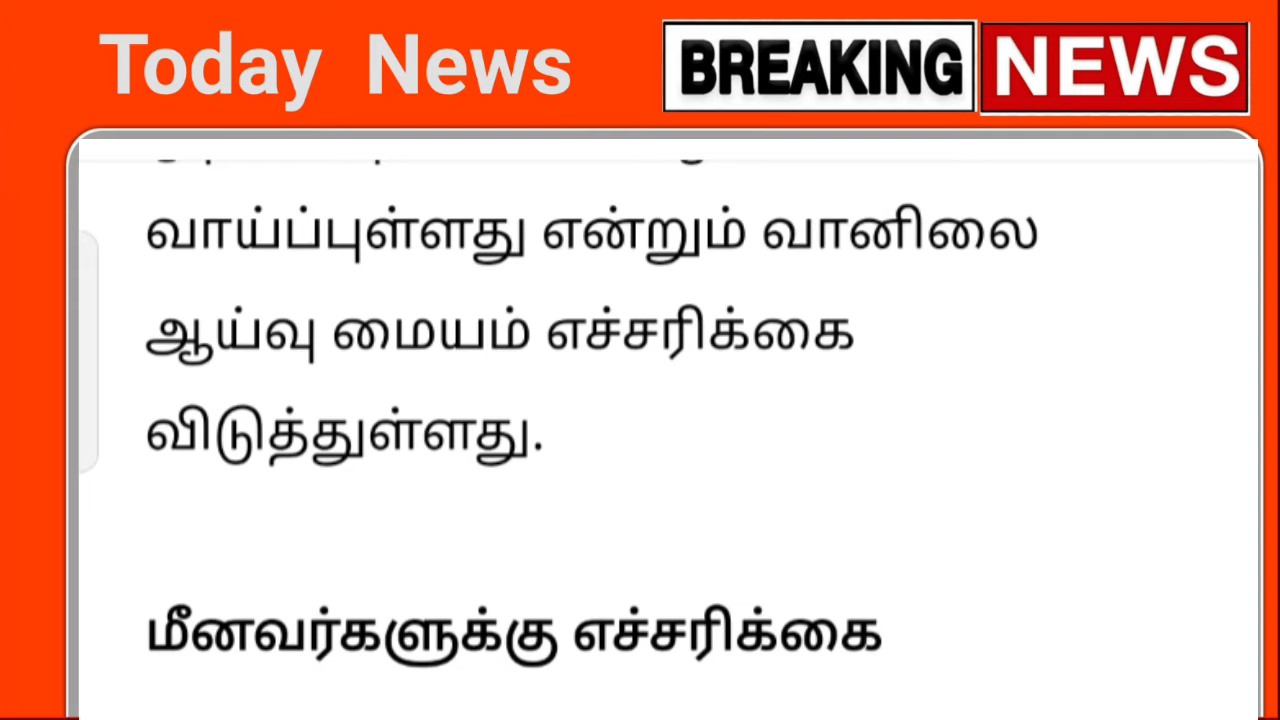 Today News
BREAKING NEWS
வாய்ப்புள்ளது என்றும் வானிலை
ஆய்வு மையம் எச்சரிக்கை
விடுத்துள்ளது.
மீனவர்களுக்கு எச்சரிக்கை